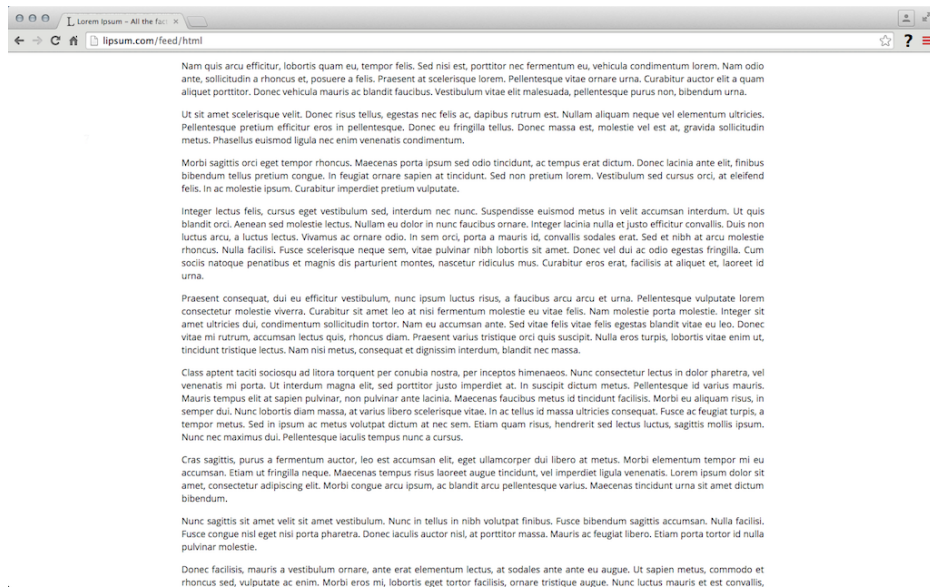 Lorem Ipsum - All the fac
lipsum.com/feed/html
Nam quis arcu efficitur, lobortis quam eu, tempor felis. Sed nisi est, porttitor nec fermentum eu, vehicula condimentum lorem. Nam odio
ante, sollicitudin a rhoncus et, posuere a felis. Praesent at scelerisque lorem. Pellentesque vitae ornare urna. Curabitur auctor elit a quam
aliquet porttitor. Donec vehicula mauris ac blandit faucibus. Vestibulum vitae elit malesuada, pellentesque purus non, bibendum urna.
Ut sit amet scelerisque velit. Donec risus tellus, egestas nec felis ac, dapibus rutrum est. Nullam aliquam neque vel elementum ultricies.
Pellentesque pretium efficitur eros in pellentesque. Donec eu fringilla tellus. Donec massa est, molestie vel est at, gravida sollicitudin
metus. Phasellus euismod ligula nec enim venenatis condimentum.
Morbi sagittis orci eget tempor rhoncus. Maecenas porta ipsum sed odio tincidunt, ac tempus erat dictum. Donec lacinia ante elit, finibus
bibendum tellus pretium congue. In feugiat ornare sapien at tincidunt. Sed non pretium lorem. Vestibulum sed cursus orci, at eleifend
felis. In ac molestie ipsum. Curabitur imperdiet pretium vulputate.
Integer lectus felis, cursus eget vestibulum sed, interdum nec nunc. Suspendisse euismod metus in velit accumsan interdum. Ut quis
blandit orci. Aenean sed molestie lectus. Nullam eu dolor in nunc faucibus ornare. Integer lacinia nulla et justo efficitur convallis. Duis non
luctus arcu, a luctus lectus. Vivamus ac ornare odio. In sem orci, porta a mauris id, convallis sodales erat. Sed et nibh at arcu molestie
rhoncus. Nulla facilisi. Fusce scelerisque neque sem, vitae pulvinar nibh lobortis sit amet. Donec vel dui ac odio egestas fringilla. Cum
sociis natoque penatibus et magnis dis parturient montes, nascetur ridiculus mus. Curabitur eros erat, facilisis at aliquet et, laoreet id
urna.
Praesent consequat, dui eu efficitur vestibulum, nunc ipsum luctus risus, a faucibus arcu arcu et urna. Pellentesque vulputate lorem
consectetur molestie viverra. Curabitur sit amet leo at nisi fermentum molestie eu vitae felis. Nam molestie porta molestie. Integer sit
amet ultricies dui, condimentum sollicitudin tortor. Nam eu accumsan ante. Sed vitae felis vitae felis egestas blandit vitae eu leo. Donec
vitae mi rutrum, accumsan lectus quis, rhoncus diam. Praesent varius tristique orci quis suscipit. Nulla eros turpis, lobortis vitae enim ut,
tincidunt tristique lectus. Nam nisi metus, consequat et dignissim interdum, blandit nec massa.
Class aptent taciti sociosqu ad litora torquent per conubia nostra, per inceptos himenaeos. Nunc consectetur lectus in dolor pharetra, vel
venenatis mi porta. Ut interdum magna elit, sed porttitor justo imperdiet at. In suscipit dictum metus. Pellentesque id varius mauris.
Mauris tempus elit at sapien pulvinar, non pulvinar ante lacinia. Maecenas faucibus metus id tincidunt facilisis. Morbi eu aliquam risus, in
semper dui. Nunc lobortis diam massa, at varius libero scelerisque vitae. In ac tellus id massa ultricies consequat. Fusce ac feugiat turpis, a
tempor metus. Sed in ipsum ac metus volutpat dictum at nec sem. Etiam quam risus, hendrerit sed lectus luctus, sagittis mollis ipsum.
Nunc nec maximus dui. Pellentesque iaculis tempus nunc a cursus.
Cras sagittis, purus a fermentum auctor, leo est accumsan elit, eget ullamcorper dui libero at metus. Morbi elementum tempor mi eu
accumsan. Etiam ut fringilla neque. Maecenas tempus risus laoreet augue tincidunt, vel imperdiet ligula venenatis. Lorem ipsum dolor sit
amet, consectetur adipiscing elit. Morbi congue arcu ipsum, ac blandit arcu pellentesque varius. Maecenas tincidunt urna sit amet dictum
bibendum.
Nunc sagittis sit amet velit sit amet vestibulum. Nunc in tellus in nibh volutpat finibus. Fusce bibendum sagittis accumsan. Nulla facilisi.
Fusce congue nisl eget nisi porta pharetra. Donec iaculis auctor nisl, at porttitor massa. Mauris ac feugiat libero. Etiam porta tortor id nulla
pulvinar molestie.
Donec facilisis, mauris a vestibulum ornare, ante erat elementum lectus, at sodales ante ante eu augue. Ut sapien metus, commodo et
rhoncus sed, vulputate ac enim. Morbi eros mi, lobortis eget tortor facilisis, ornare tristique augue. Nunc luctus mauris et est convallis,